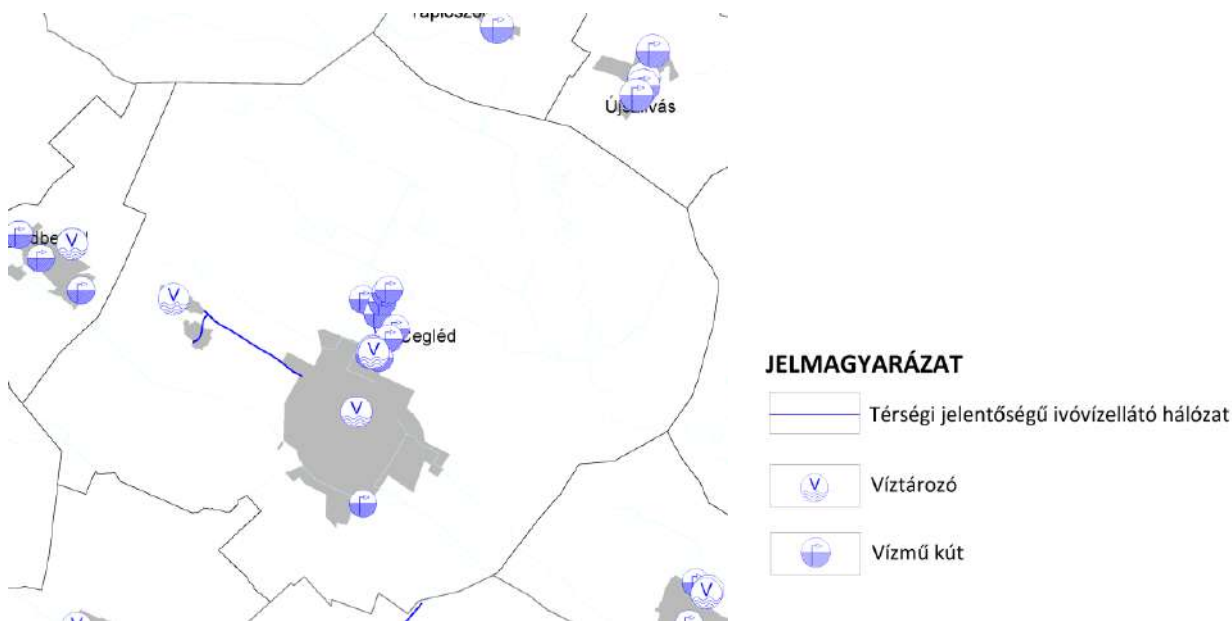 Újszilvás
Cegléd
JELMAGYARÁZAT
Térségi jelentőségű ivóvízellátó hálózat
V Víztározó
Vízmű kút